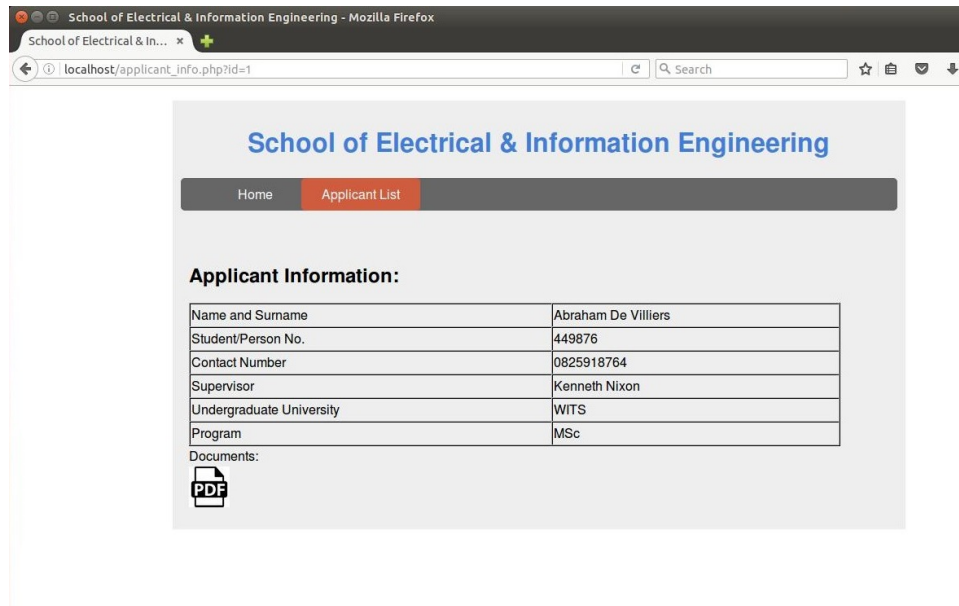 School of Electrical & Information Engineering - Mozilla Firefox
School of Electrical & In...
localhost/applicant_info.php?id=1
Search
School of Electrical & Information Engineering
Home Applicant List
Applicant Information:
Name and Surname Abraham De Villiers
Student/Person No. 449876
Contact Number 0825918764
Supervisor Kenneth Nixon
Undergraduate University WITS
Program MSc
Documents:
PDF